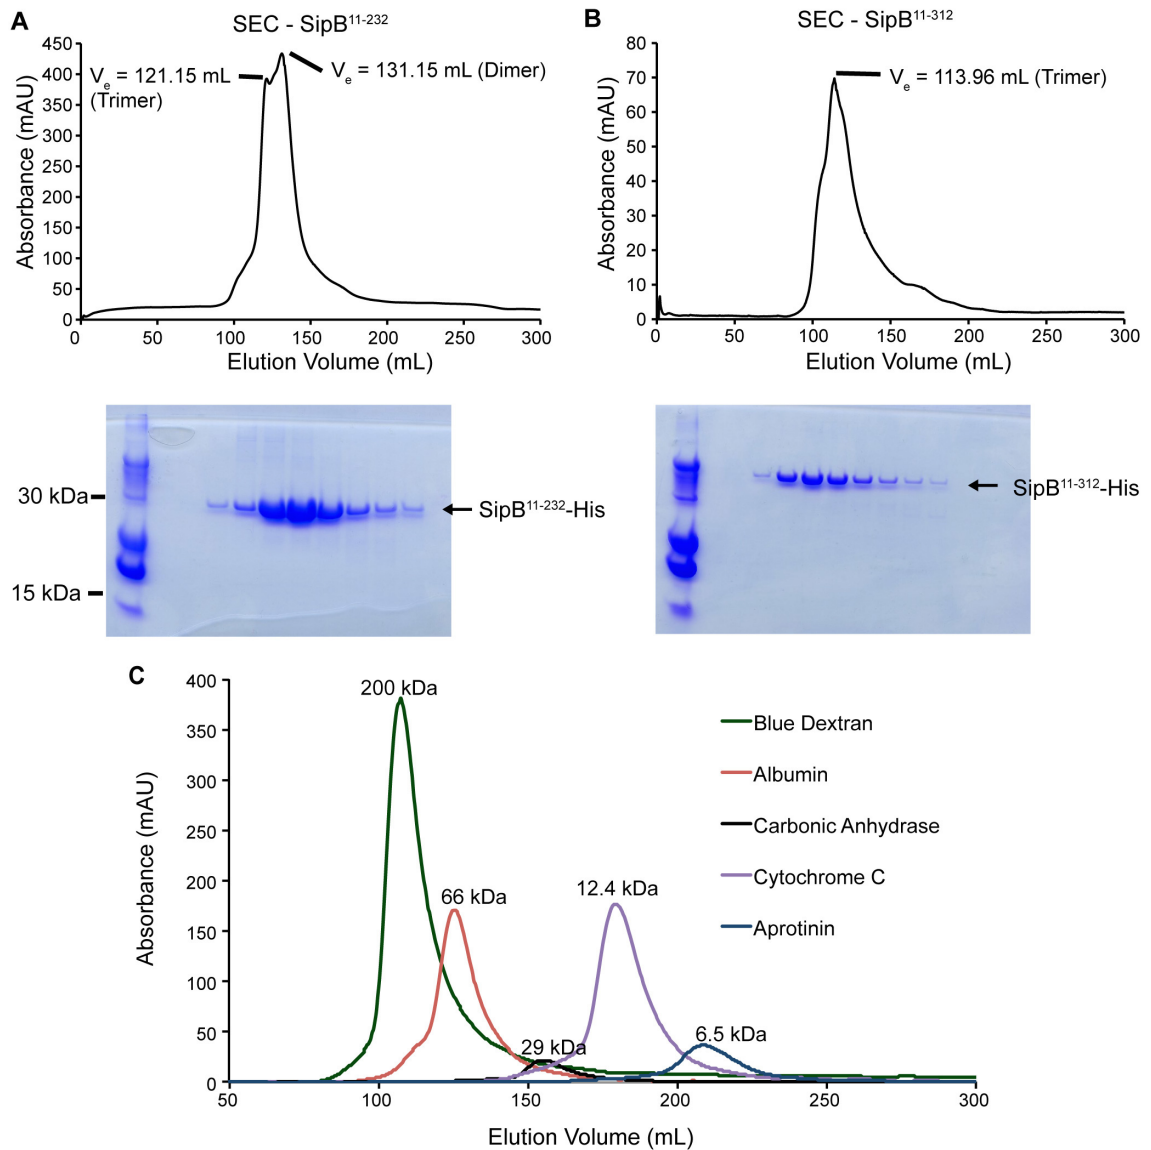 A
SEC - SipB11-232
450
400
350
300
250
200
150
100
50
0
Absorbance (mAU)
Ve = 121.15 mL
(Trimer)
Ve = 131.15 mL (Dimer)
0 50 100 150 200 250 300
Elution Volume (mL)
B
SEC - SipB11-312
80
70
60
50
40
30
20
10
0
Absorbance (mAU)
Ve = 113.96 mL (Trimer)
0 50 100 150 200 250 300
Elution Volume (mL)
30 kDa
15 kDa
SipB11-232-His
SipB11-312-His
C
400
350
300
250
200
150
100
50
0
Absorbance (mAU)
200 kDa
66 kDa
29 kDa
12.4 kDa
6.5 kDa
Blue Dextran
Albumin
Carbonic Anhydrase
Cytochrome C
Aprotinin
50 100 150 200 250 300
Elution Volume (mL)